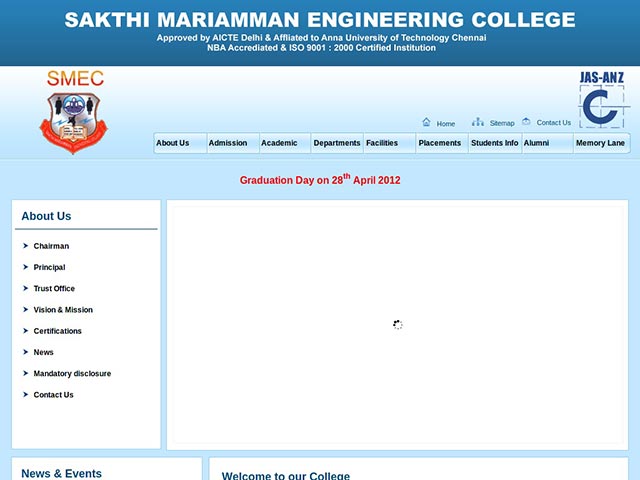 SAKTHI MARIAMMAN ENGINEERING COLLEGE
Approved by AICTE Delhi & Affliated to Anna University of Technology Chennai
NBA Accrediated & ISO 9001 : 2000 Certified Institution
SMEC
JAS-ANZ
Home Sitemap Contact Us
About Us Admission Academic Departments Facilities Placements Students Info Alumni Memory Lane
Graduation Day on 28th April 2012
About Us
Chairman
Principal
Trust Office
Vision & Mission
Certifications
News
Mandatory disclosure
Contact Us
News & Events
Welcome to our College